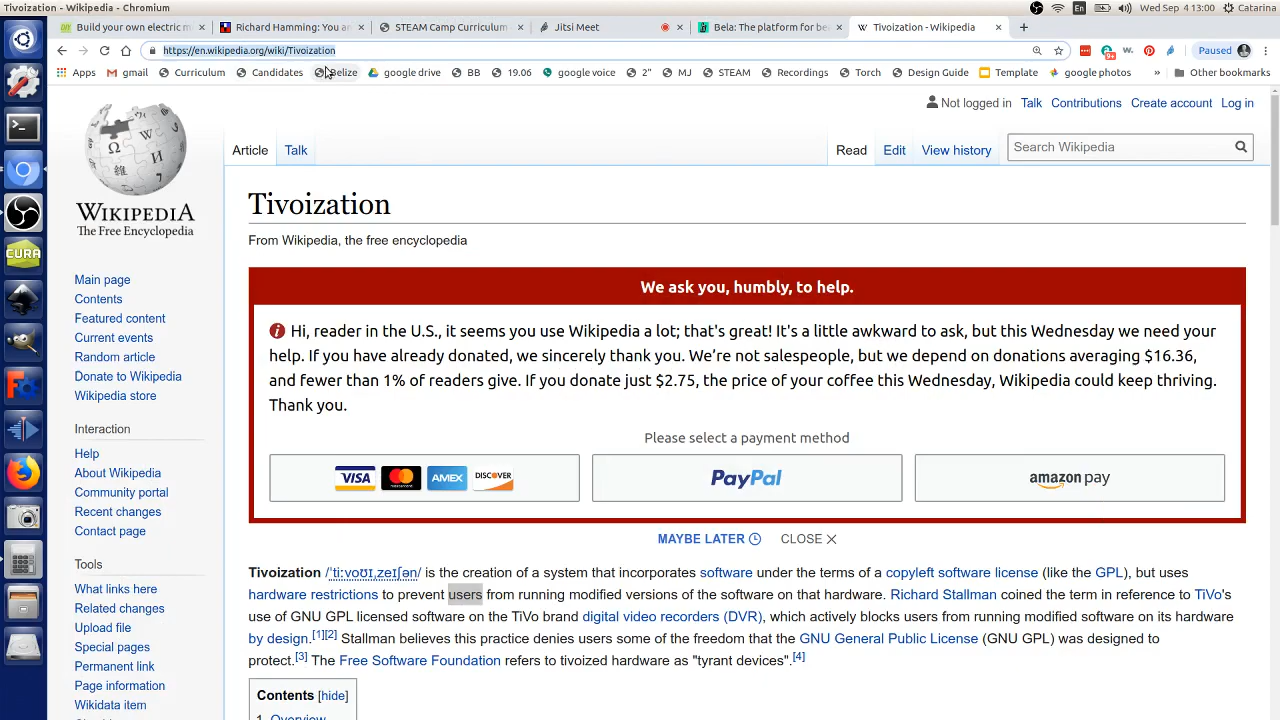 Tivoization - Wikipedia - Chromium
En
Wed Sep 4 13:00
Catarina
Build your own electric m
Richard Hamming: You an
STEAM Camp Curriculum
Jitsi Meet
Bela: The platform for bea
Tivoization - Wikipedia
https://en.wikipedia.org/wiki/Tivoization
Paused
Apps
gmail
Curriculum
Candidates
Belize
google drive
BB
19.06
google voice
2"
MJ
STEAM
Recordings
Torch
Design Guide
Template
google photos
»
Other bookmarks
CURA
WIKIPEDIA
The Free Encyclopedia
Not logged in
Talk
Contributions
Create account
Log in
Article
Talk
Read
Edit
View history
Search Wikipedia
Main page
Contents
Featured content
Current events
Random article
Donate to Wikipedia
Wikipedia store
Interaction
Help
About Wikipedia
Community portal
Recent changes
Contact page
Tools
What links here
Related changes
Upload file
Special pages
Permanent link
Page information
Wikidata item
Tivoization
From Wikipedia, the free encyclopedia
We ask you, humbly, to help.
Hi, reader in the U.S., it seems you use Wikipedia a lot; that's great! It's a little awkward to ask, but this Wednesday we need your
help. If you have already donated, we sincerely thank you. We're not salespeople, but we depend on donations averaging $16.36,
and fewer than 1% of readers give. If you donate just $2.75, the price of your coffee this Wednesday, Wikipedia could keep thriving.
Thank you.
Please select a payment method
VISA
MasterCard
AMEX
DISCOVER
PayPal
amazon pay
MAYBE LATER
CLOSE
Tivoization /ˈtiːvoʊɪˌzeɪʃən/ is the creation of a system that incorporates software under the terms of a copyleft software license (like the GPL), but uses
hardware restrictions to prevent users from running modified versions of the software on that hardware. Richard Stallman coined the term in reference to TiVo's
use of GNU GPL licensed software on the TiVo brand digital video recorders (DVR), which actively blocks users from running modified software on its hardware
by design.[1][2] Stallman believes this practice denies users some of the freedom that the GNU General Public License (GNU GPL) was designed to
protect.[3] The Free Software Foundation refers to tivoized hardware as "tyrant devices".[4]
Contents [hide]
1 Overview